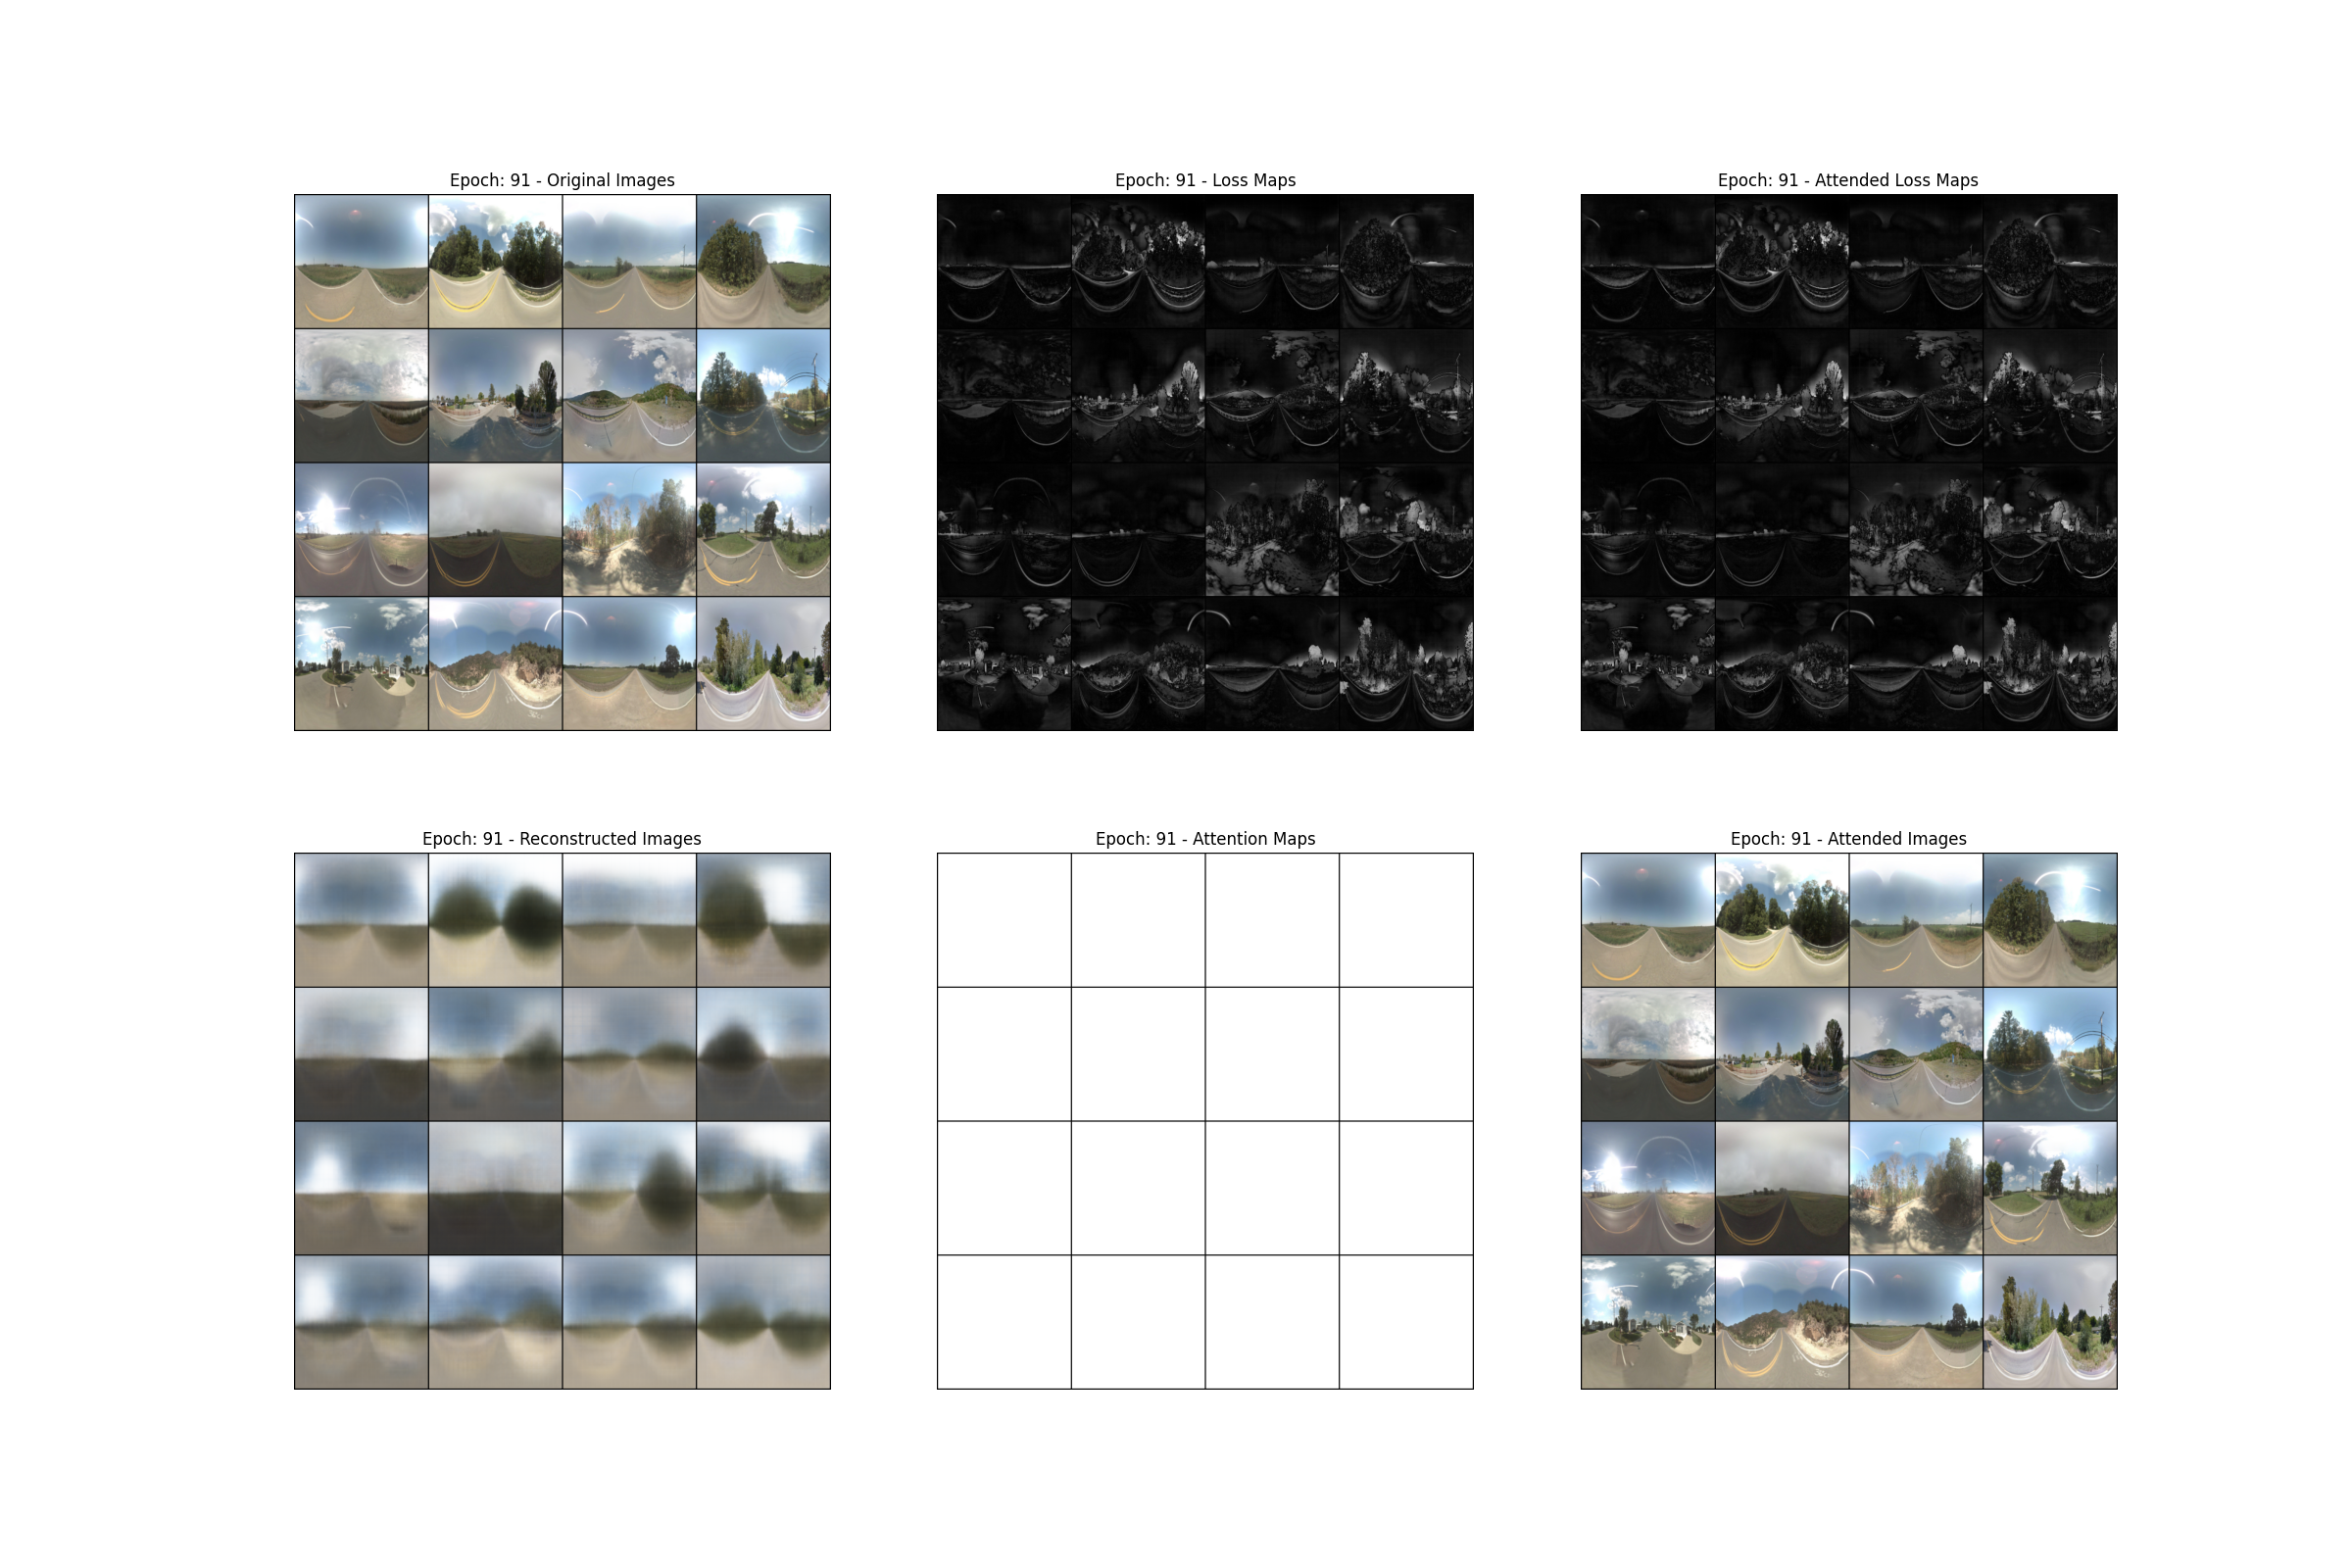 Epoch: 91 - Original Images
Epoch: 91 - Loss Maps
Epoch: 91 - Attended Loss Maps
Epoch: 91 - Reconstructed Images
Epoch: 91 - Attention Maps
Epoch: 91 - Attended Images